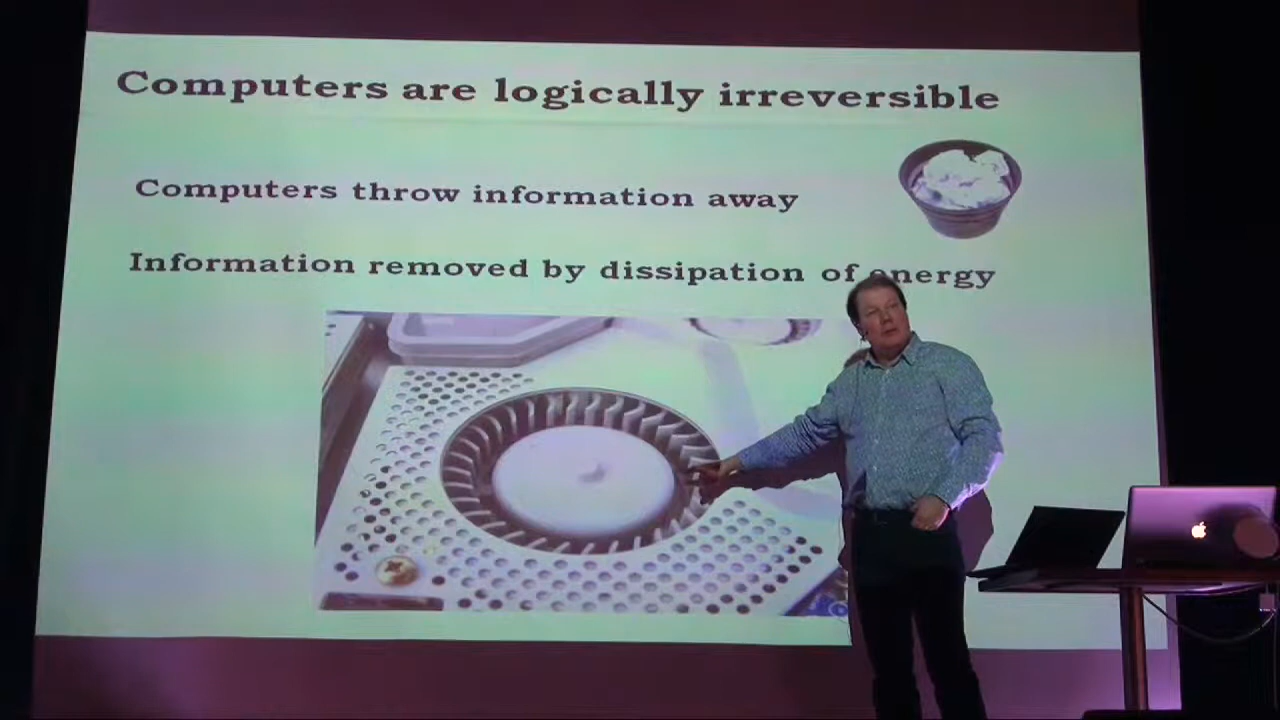 Computers are logically irreversible
Computers throw information away
Information removed by dissipation of energy